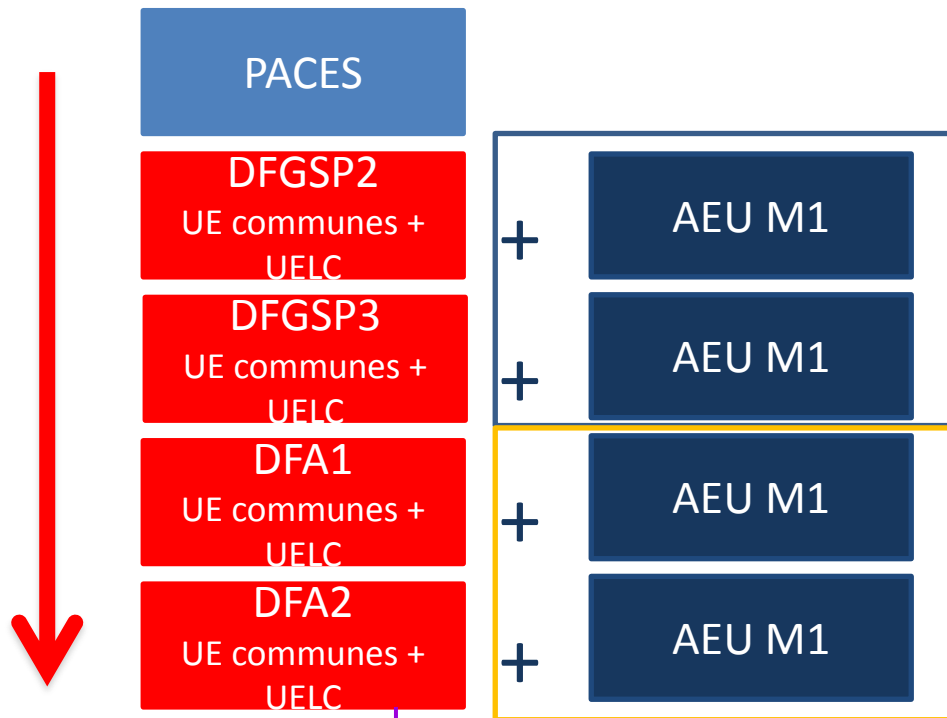 PACES
DFGSP2
UE communes +
UELC
+
AEU M1
DFGSP3
UE communes +
UELC
+
AEU M1
DFA1
UE communes +
UELC
+
AEU M1
DFA2
UE communes +
UELC
+
AEU M1